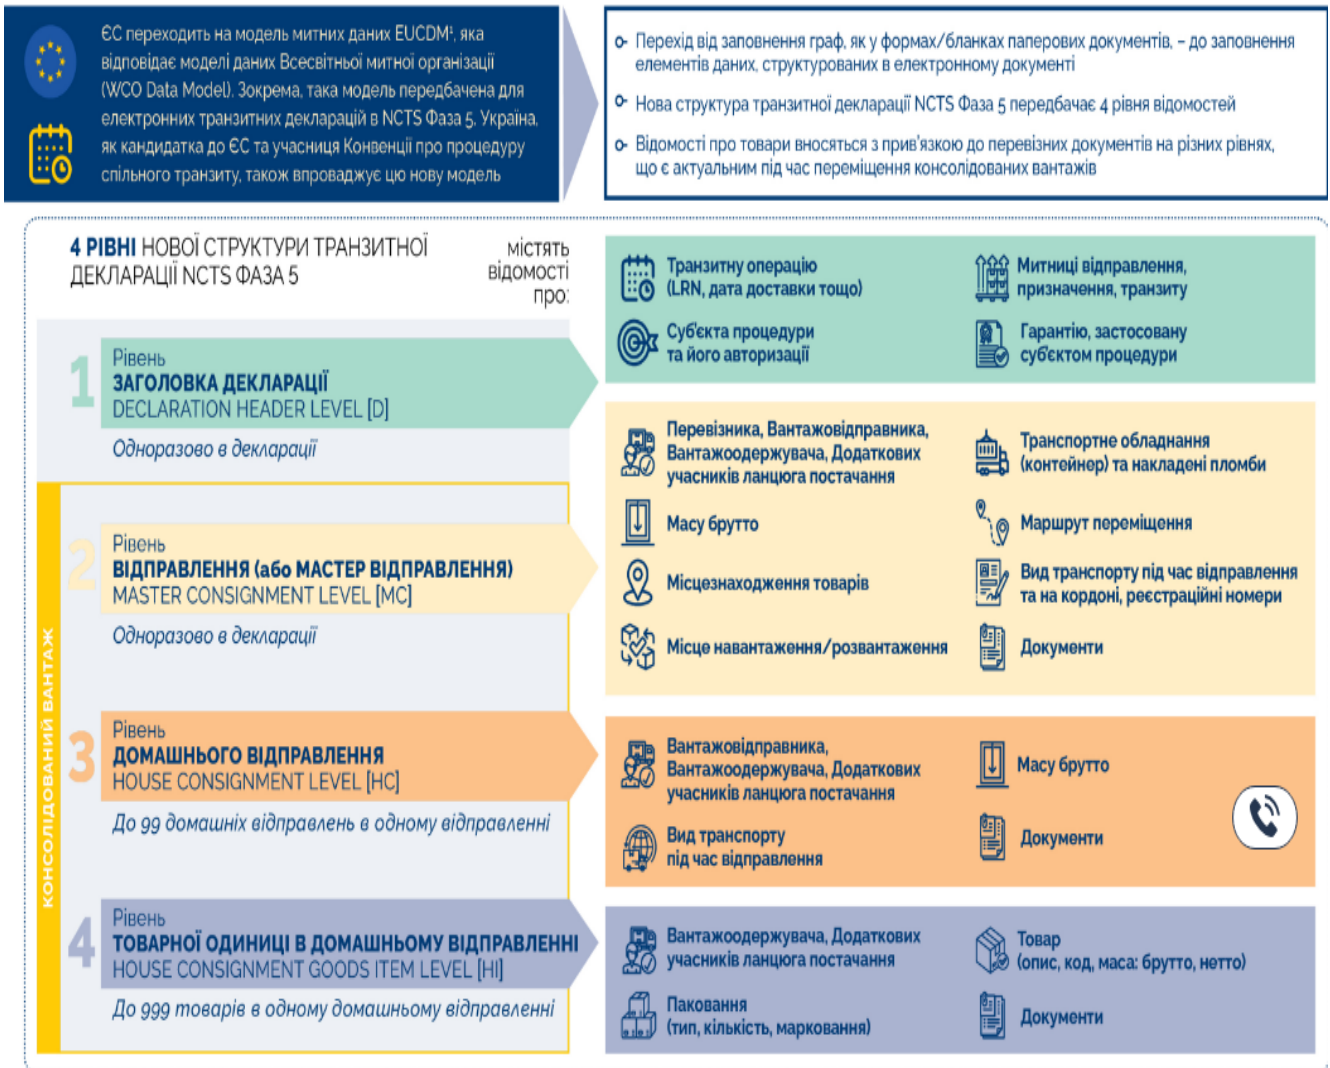 ЄС переходить на модель митних даних EUCDM¹, яка
відповідає моделі даних Всесвітньої митної організації
(WCO Data Model). Зокрема, така модель передбачена для
електронних транзитних декларацій в NCTS Фаза 5. Україна,
як кандидатка до ЄС та учасниця Конвенції про процедуру
спільного транзиту, також впроваджує цю нову модель
Перехід від заповнення граф, як у формах/бланках паперових документів, – до заповнення
елементів даних, структурованих в електронному документі
Нова структура транзитної декларації NCTS Фаза 5 передбачає 4 рівня відомостей
Відомості про товари вносяться з прив'язкою до перевізних документів на різних рівнях,
що є актуальним під час переміщення консолідованих вантажів
4 РІВНІ НОВОЇ СТРУКТУРИ ТРАНЗИТНОЇ
ДЕКЛАРАЦІЇ NCTS ФАЗА 5
містять
відомості
про:
1
Рівень
ЗАГОЛОВКА ДЕКЛАРАЦІЇ
DECLARATION HEADER LEVEL [D]
Одноразово в декларації
Транзитну операцію
(LRN, дата доставки тощо)
Митниці відправлення,
призначення, транзиту
Суб'єкта процедури
та його авторизації
Гарантію, застосовану
суб'єктом процедури
КОНСОЛІДОВАНИЙ ВАНТАЖ
2
Рівень
ВІДПРАВЛЕННЯ (або МАСТЕР ВІДПРАВЛЕННЯ)
MASTER CONSIGNMENT LEVEL [MC]
Одноразово в декларації
Перевізника, Вантажовідправника,
Вантажоодержувача, Додаткових
учасників ланцюга постачання
Транспортне обладнання
(контейнер) та накладені пломби
Масу брутто
Маршрут переміщення
Місцезнаходження товарів
Вид транспорту під час відправлення
та на кордоні, реєстраційні номери
Місце навантаження/розвантаження
Документи
3
Рівень
ДОМАШНЬОГО ВІДПРАВЛЕННЯ
HOUSE CONSIGNMENT LEVEL [HC]
До 99 домашніх відправлень в одному відправленні
Вантажовідправника,
Вантажоодержувача, Додаткових
учасників ланцюга постачання
Масу брутто
Вид транспорту
під час відправлення
Документи
4
Рівень
ТОВАРНОЇ ОДИНИЦІ В ДОМАШНЬОМУ ВІДПРАВЛЕННІ
HOUSE CONSIGNMENT GOODS ITEM LEVEL [HI]
До 999 товарів в одному домашньому відправленні
Вантажоодержувача, Додаткових
учасників ланцюга постачання
Товар
(опис, код, маса: брутто, нетто)
Паковання
(тип, кількість, марковання)
Документи